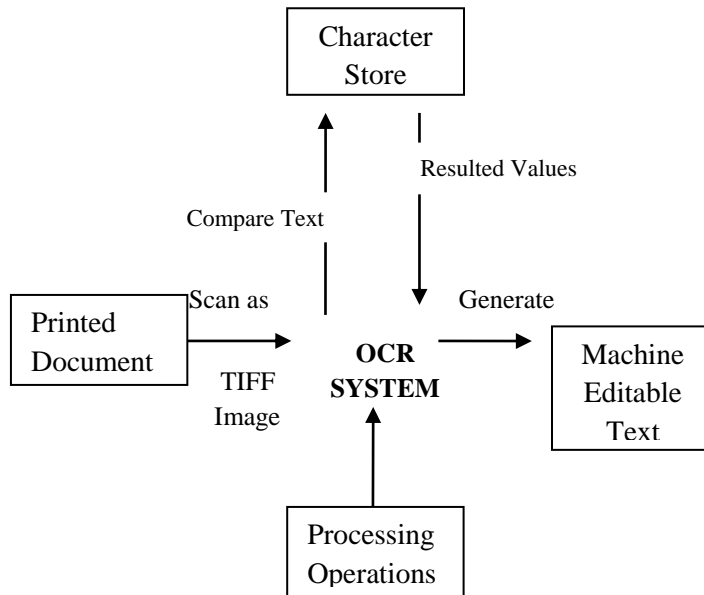 Character
Store
Resulted Values
Compare Text
Scan as
Generate
Printed
Document
TIFF
Image
OCR
SYSTEM
Machine
Editable
Text
Processing
Operations